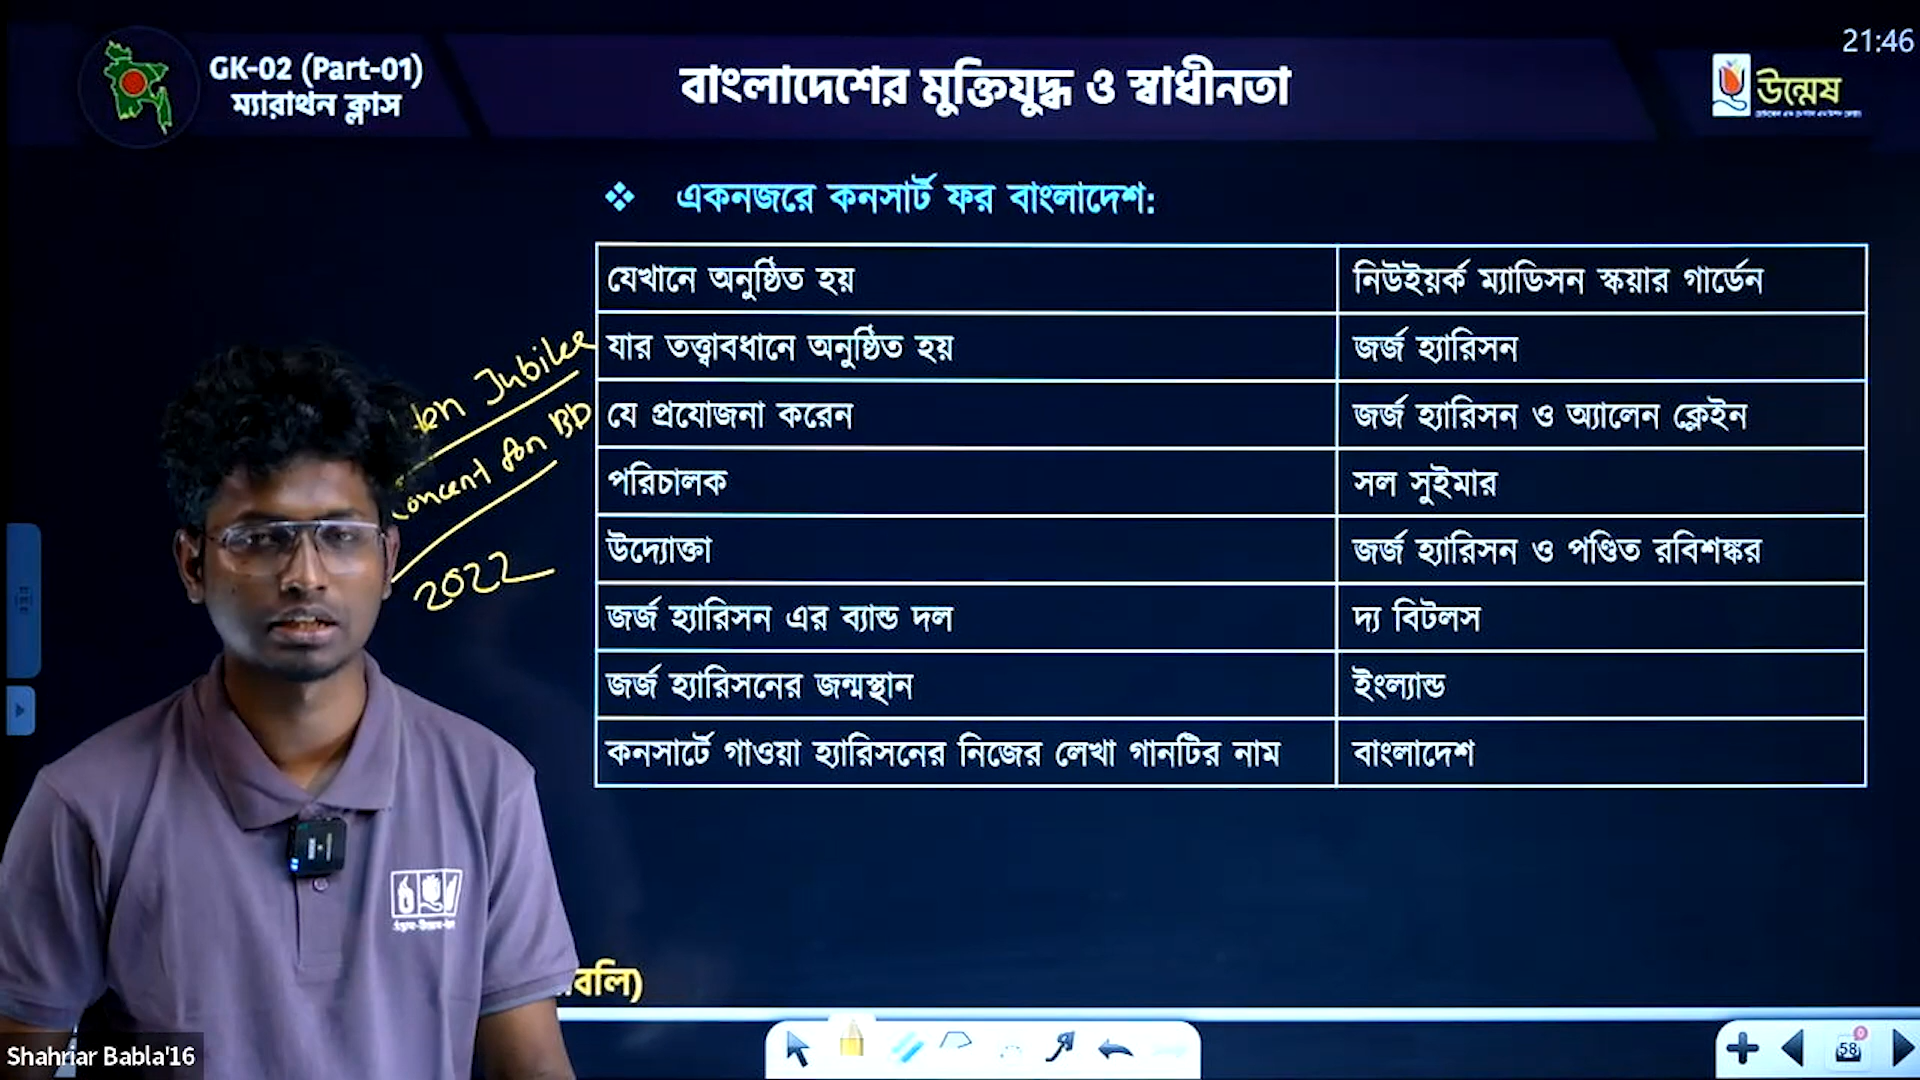 21:46
GK-02 (Part-01)
ম্যারাথন ক্লাস
বাংলাদেশের মুক্তিযুদ্ধ ও স্বাধীনতা
উন্মেষ
❖ একনজরে কনসার্ট ফর বাংলাদেশ:
যেখানে অনুষ্ঠিত হয় নিউইয়র্ক ম্যাডিসন স্কয়ার গার্ডেন
যার তত্ত্বাবধানে অনুষ্ঠিত হয় জর্জ হ্যারিসন
যে প্রযোজনা করেন জর্জ হ্যারিসন ও অ্যালেন ক্লেইন
পরিচালক সল সুইমার
উদ্যোক্তা জর্জ হ্যারিসন ও পণ্ডিত রবিশঙ্কর
জর্জ হ্যারিসন এর ব্যান্ড দল দ্য বিটলস
জর্জ হ্যারিসনের জন্মস্থান ইংল্যান্ড
কনসার্টে গাওয়া হ্যারিসনের নিজের লেখা গানটির নাম বাংলাদেশ
Jubilee
Concert for BD
2022
বলি)
Shahriar Babla'16
58
0